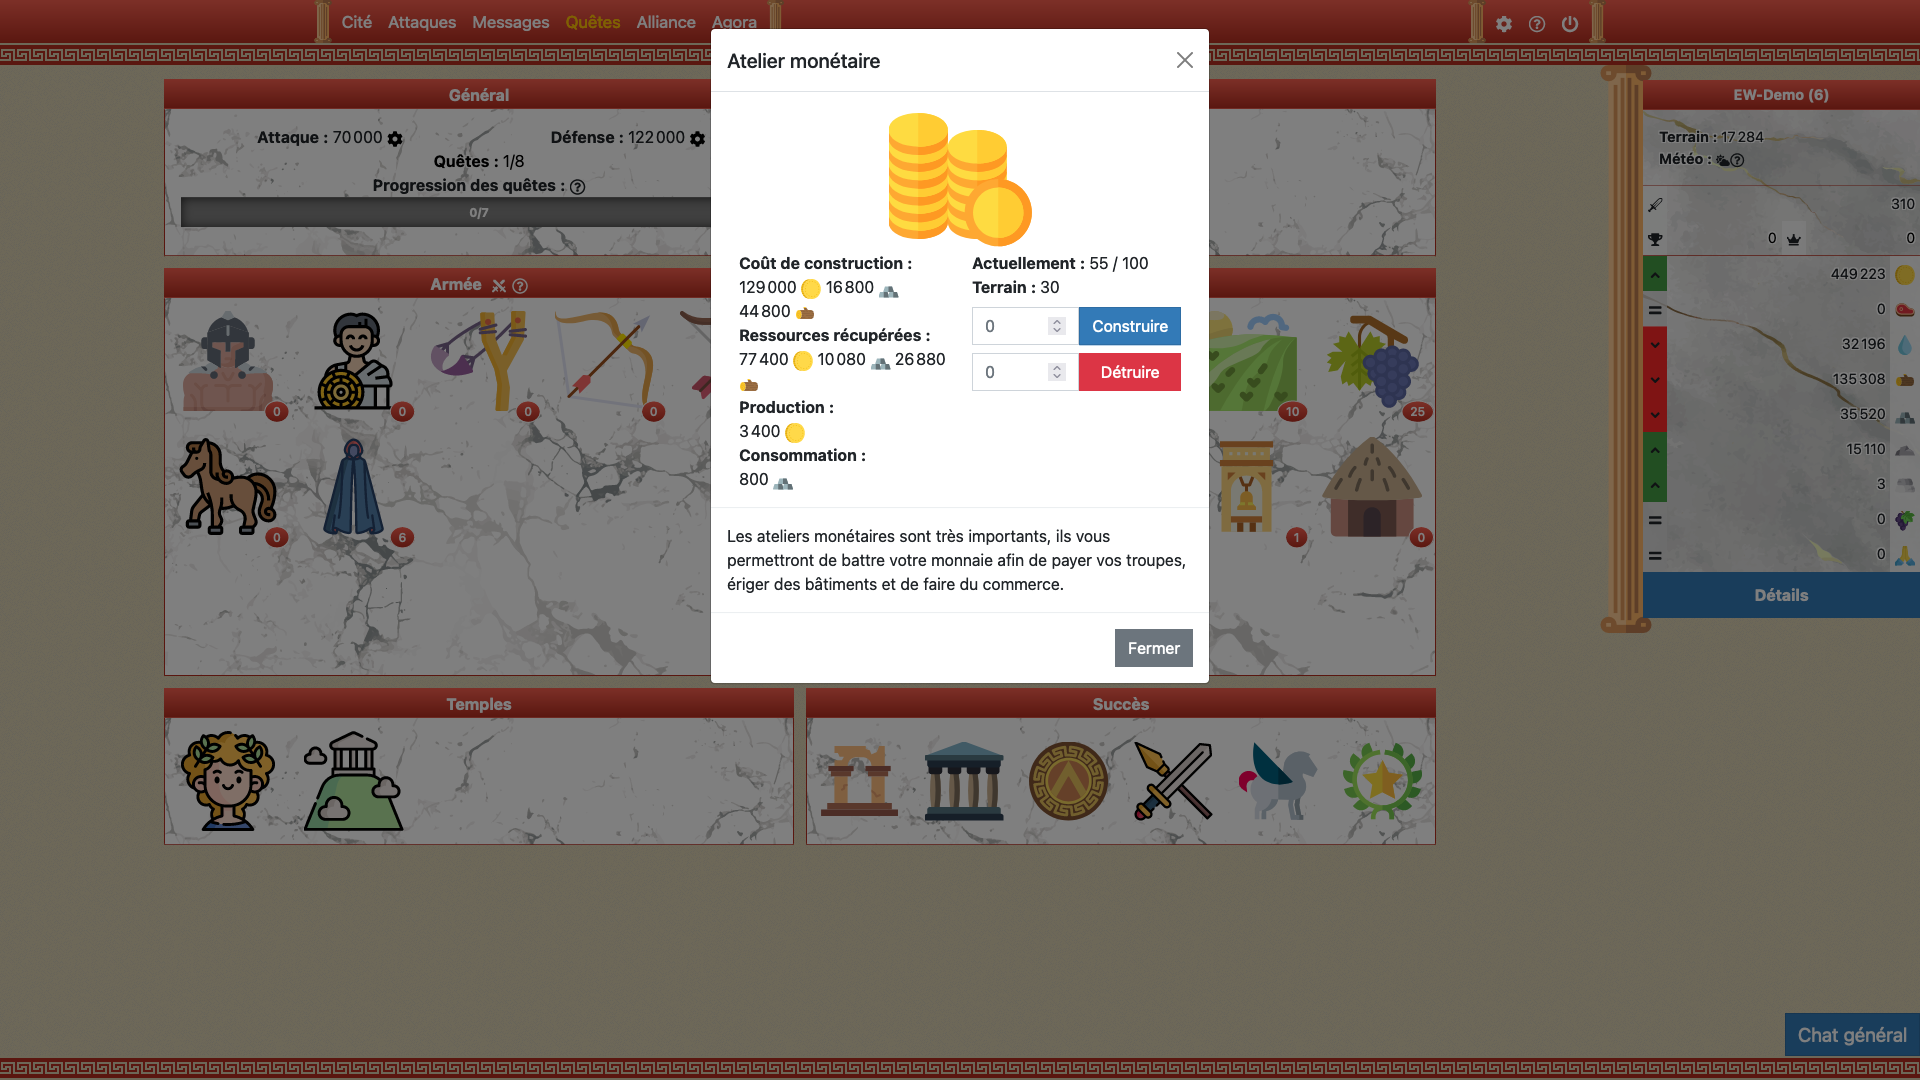 Cité Attaques Messages Quêtes Alliance Agora
Atelier monétaire
Général
Attaque : 70 000
Défense : 122 000
Quêtes : 1/8
Progression des quêtes :
0/7
Armée
0
0
0
0
0
6
Coût de construction :
129 000 16 800
44 800
Ressources récupérées :
77 400 10 080 26 880
Production :
3 400
Consommation :
800
Actuellement : 55 / 100
Terrain : 30
0 Construire
0 Détruire
Les ateliers monétaires sont très importants, ils vous
permettront de battre votre monnaie afin de payer vos troupes,
ériger des bâtiments et de faire du commerce.
Fermer
10
25
1
0
Temples
Succès
EW-Demo (6)
Terrain : 17 284
Météo :
310
0 0
449 223
0
32 196
135 308
35 520
15 110
3
0
0
Détails
Chat général